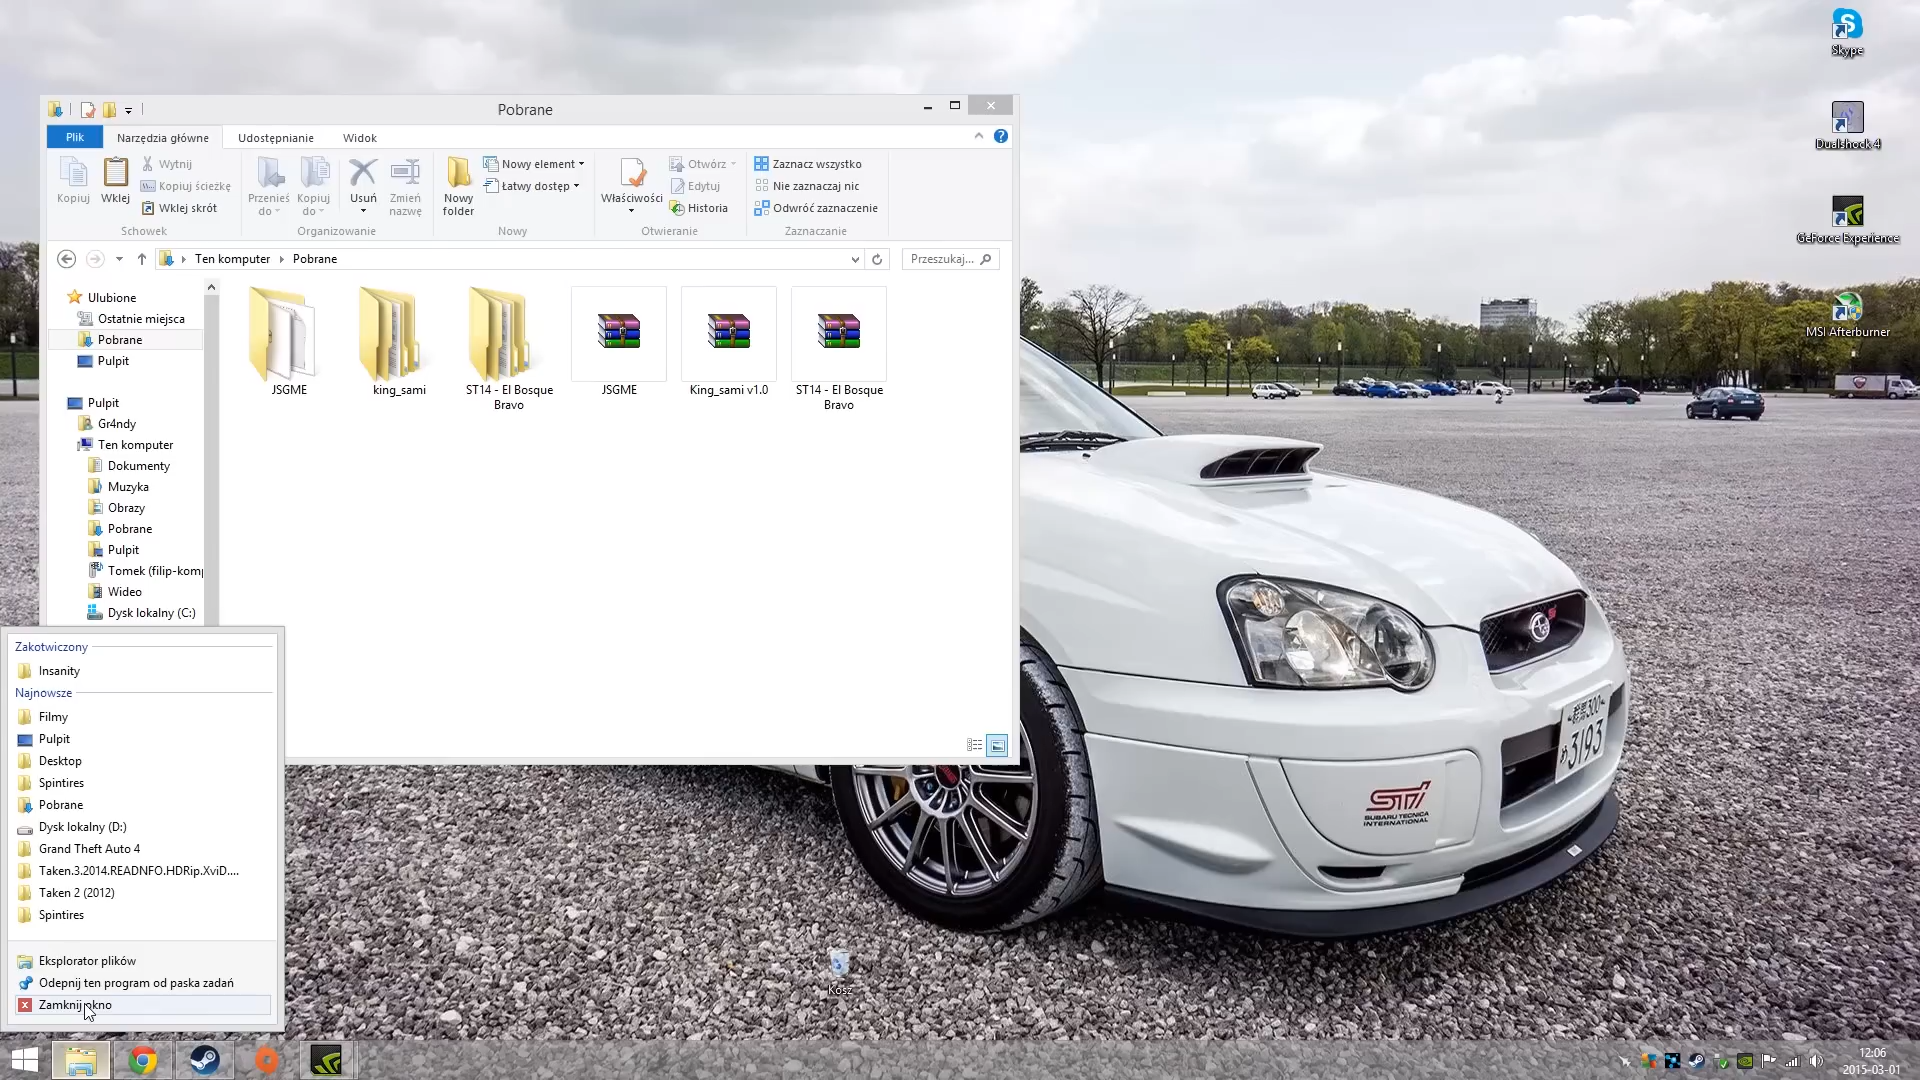 Pobrane
Plik
Narzędzia główne
Udostępnianie
Widok
Kopiuj
Wklej
Wytnij
Kopiuj ścieżkę
Wklej skrót
Schowek
Przenieś
do
Kopiuj
do
Usuń
Zmień
nazwę
Organizowanie
Nowy
folder
Nowy element
Łatwy dostęp
Nowy
Właściwości
Otwórz
Edytuj
Historia
Otwieranie
Zaznacz wszystko
Nie zaznaczaj nic
Odwróć zaznaczenie
Zaznaczanie
Ten komputer
Pobrane
Przeszukaj...
Ulubione
Ostatnie miejsca
Pobrane
Pulpit
Pulpit
Gr4ndy
Ten komputer
Dokumenty
Muzyka
Obrazy
Pobrane
Pulpit
Tomek (filip-komp
Wideo
Dysk lokalny (C:)
JSGME
king_sami
ST14 - El Bosque
Bravo
JSGME
King_sami v1.0
ST14 - El Bosque
Bravo
Zakotwiczony
Insanity
Najnowsze
Filmy
Pulpit
Desktop
Spintires
Pobrane
Dysk lokalny (D:)
Grand Theft Auto 4
Taken.3.2014.READNFO.HDRip.XviD....
Taken 2 (2012)
Spintires
Eksplorator plików
Odepnij ten program od paska zadań
Zamknij okno
Skype
Dualshock 4
GeForce Experience
MSI Afterburner
Kosz
300
3193
STi
SUBARU TECNICA
INTERNATIONAL
12:06
2015-03-01